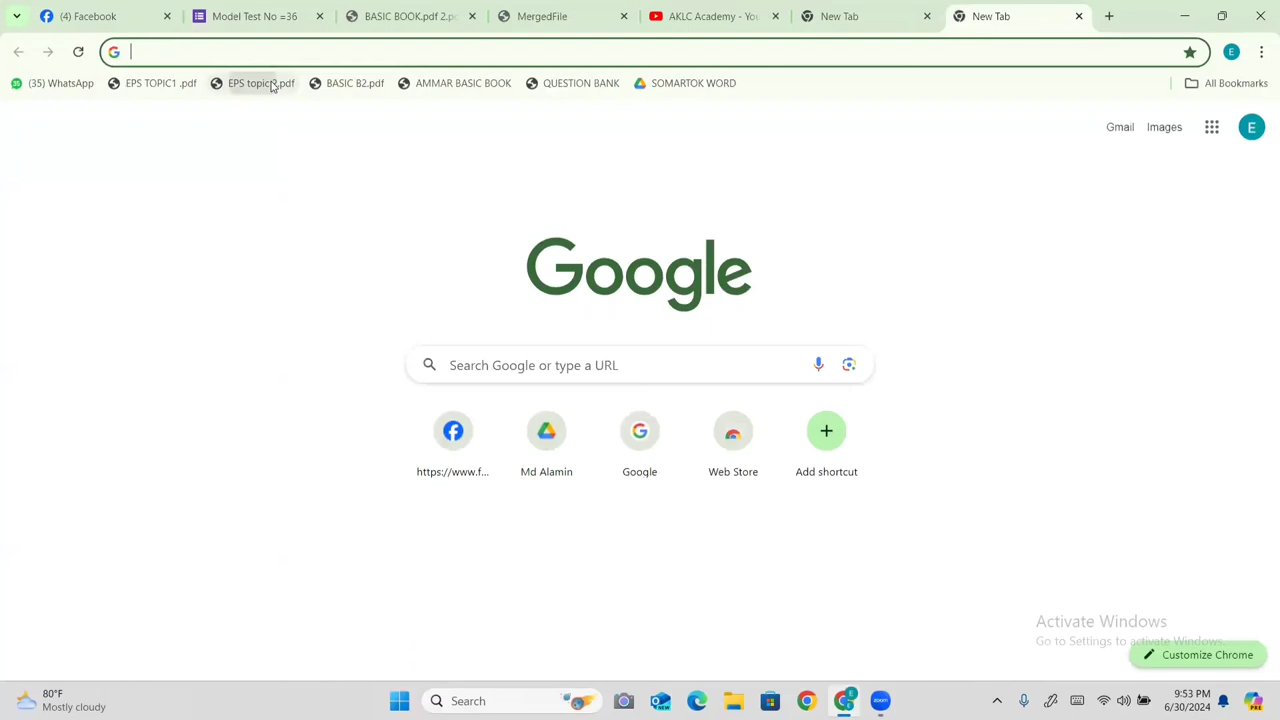 (4) Facebook
Model Test No =36
BASIC BOOK.pdf 2.p
MergedFile
AKLC Academy - You
New Tab
New Tab
(35) WhatsApp
EPS TOPIC1 .pdf
EPS topic2.pdf
BASIC B2.pdf
AMMAR BASIC BOOK
QUESTION BANK
SOMARTOK WORD
All Bookmarks
Gmail
Images
E
Google
Search Google or type a URL
https://www.f...
Md Alamin
Google
Web Store
Add shortcut
Activate Windows
Go to Settings to activate Windows.
Customize Chrome
80°F
Mostly cloudy
Search
9:53 PM
6/30/2024